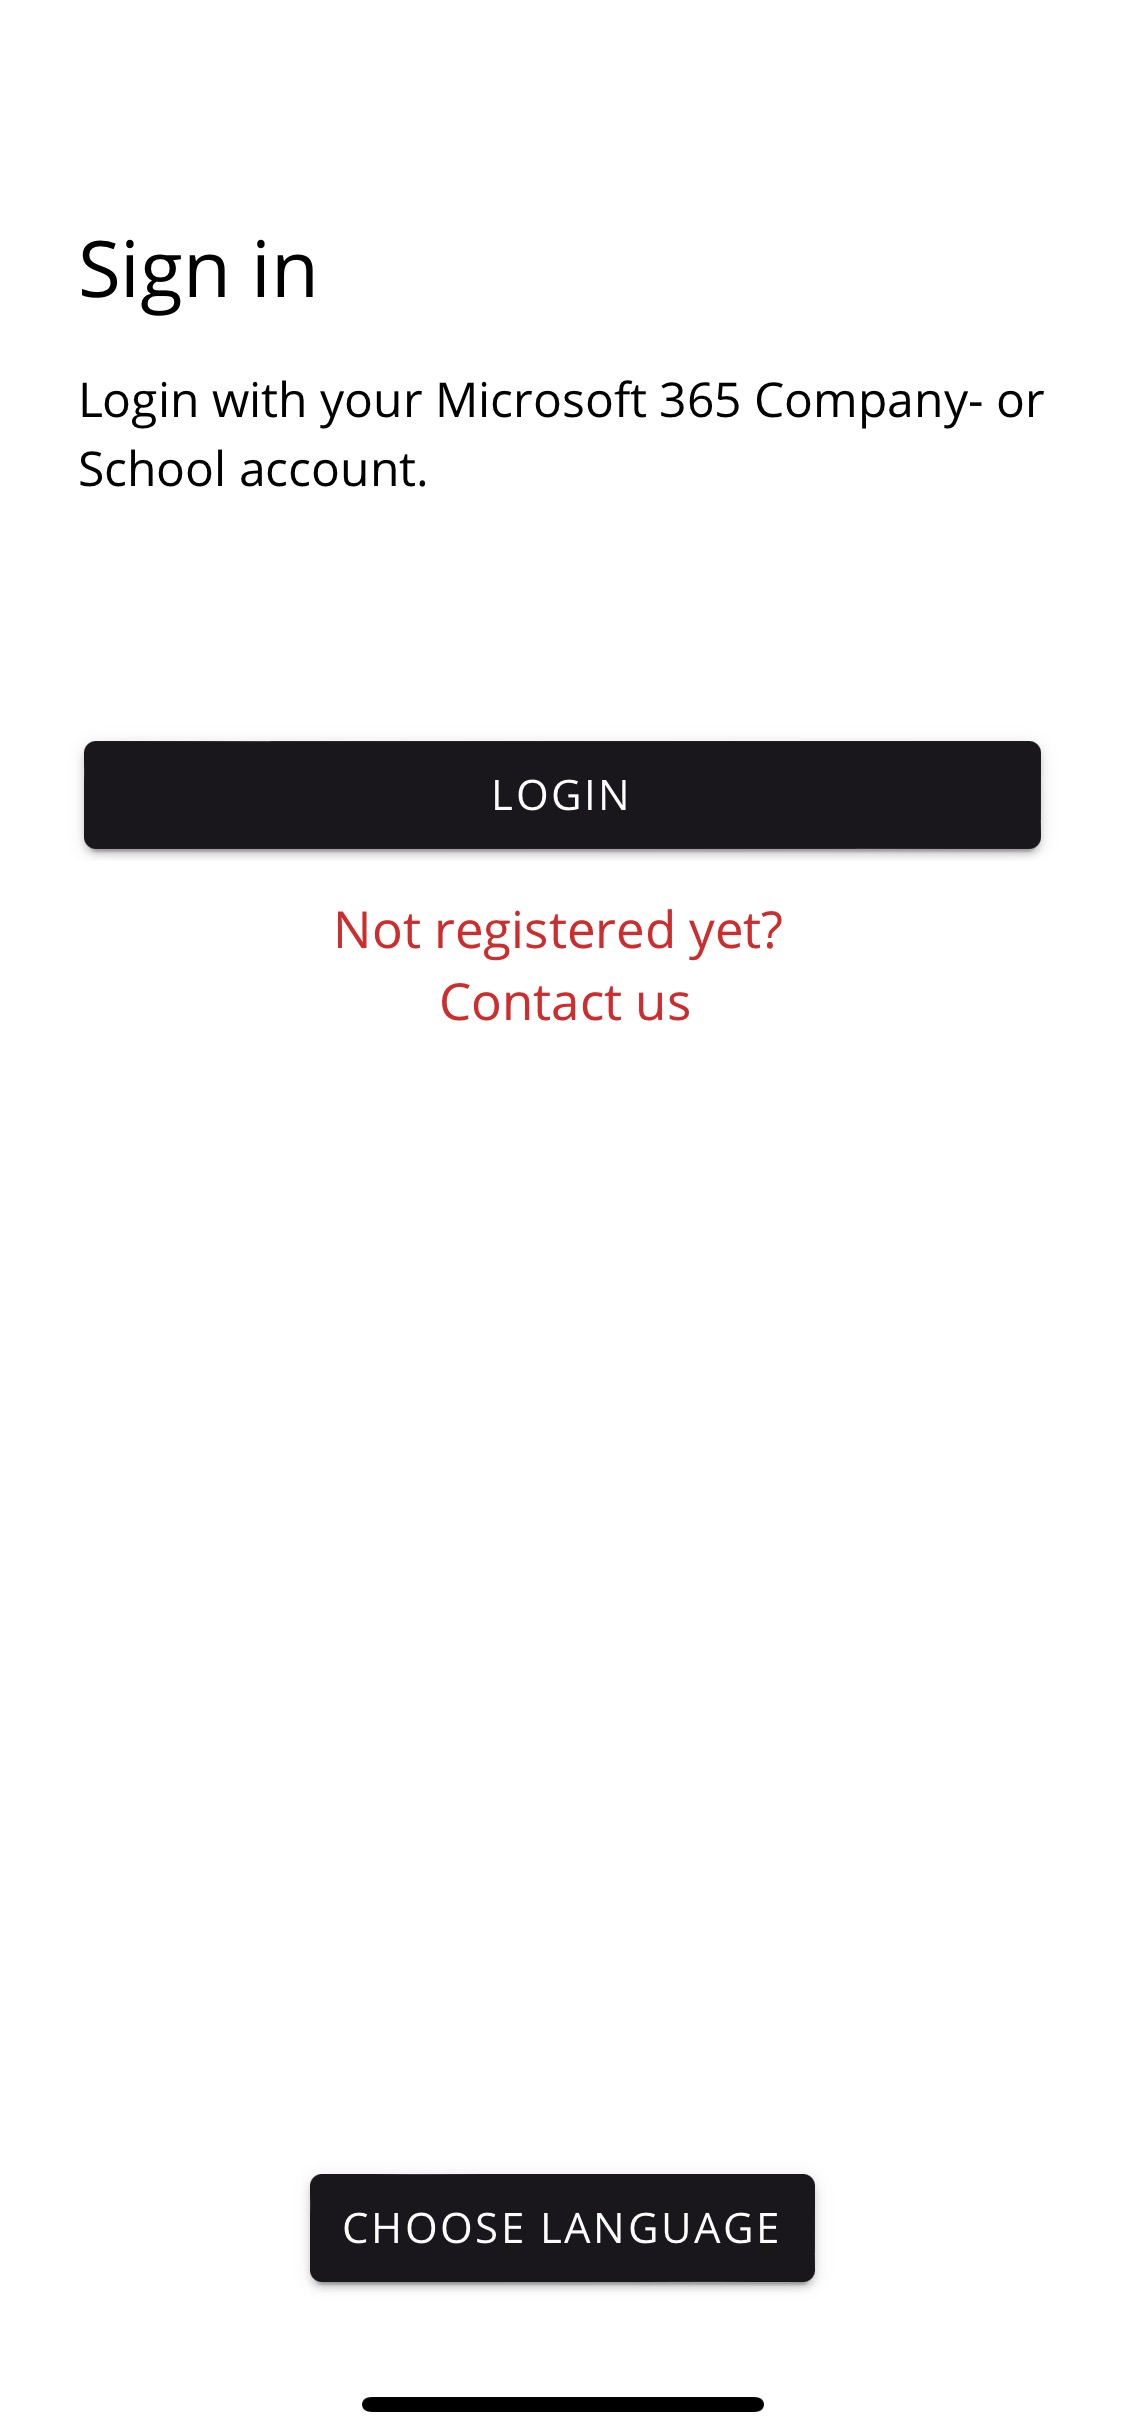 Sign in
Login with your Microsoft 365 Company- or
School account.
LOGIN
Not registered yet?
Contact us
CHOOSE LANGUAGE